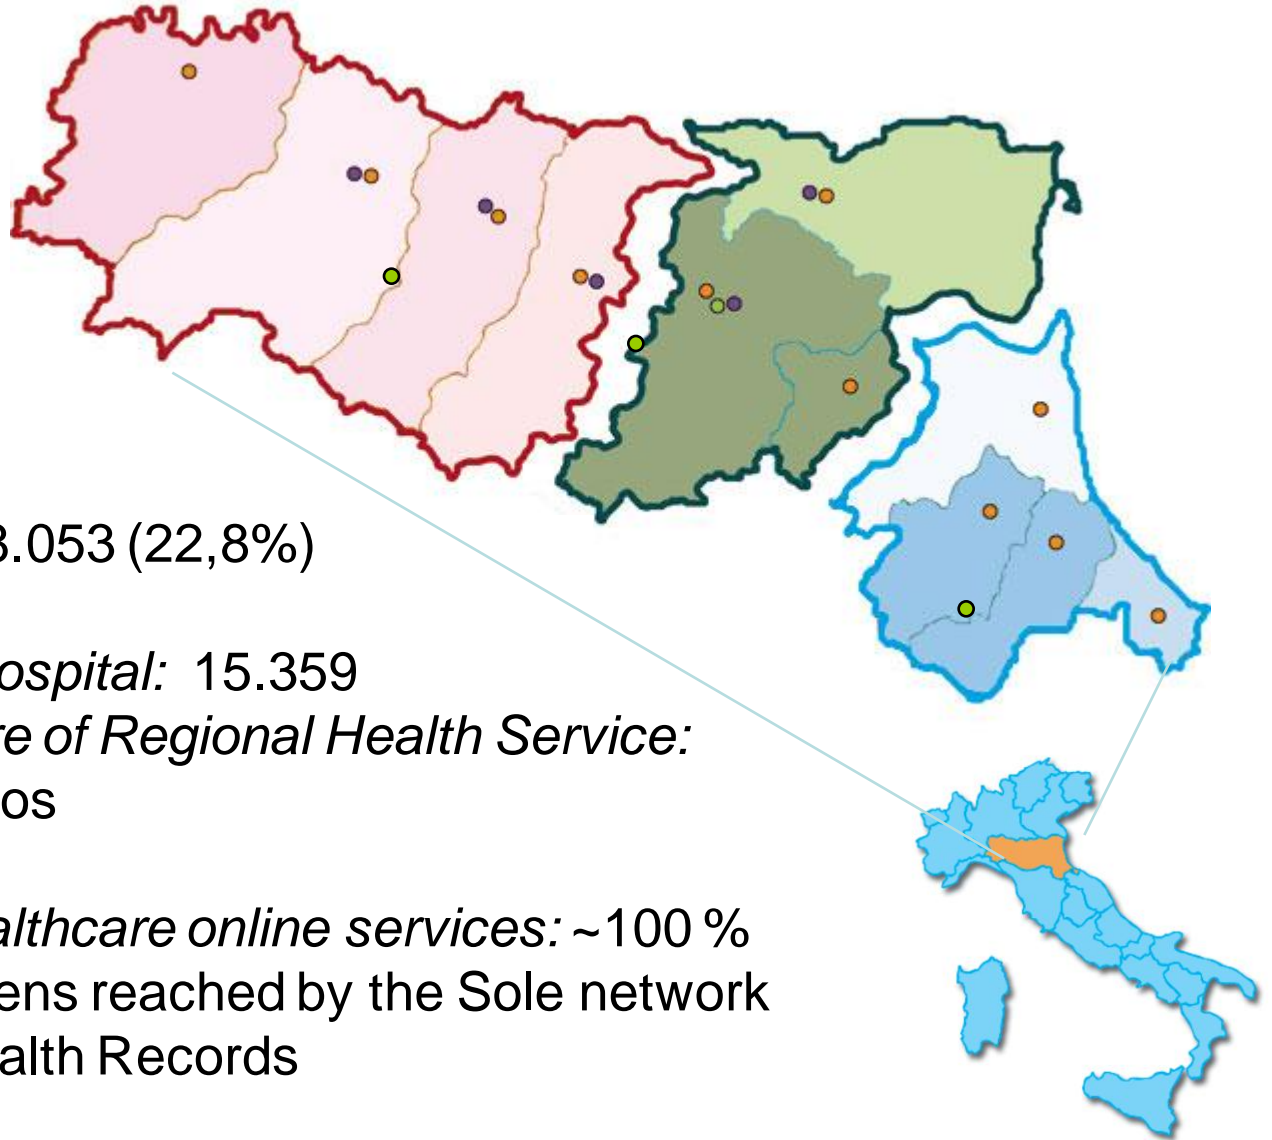 3.053 (22,8%)
ospital: 15.359
re of Regional Health Service:
os
althcare online services: ~100 %
ens reached by the Sole network
alth Records